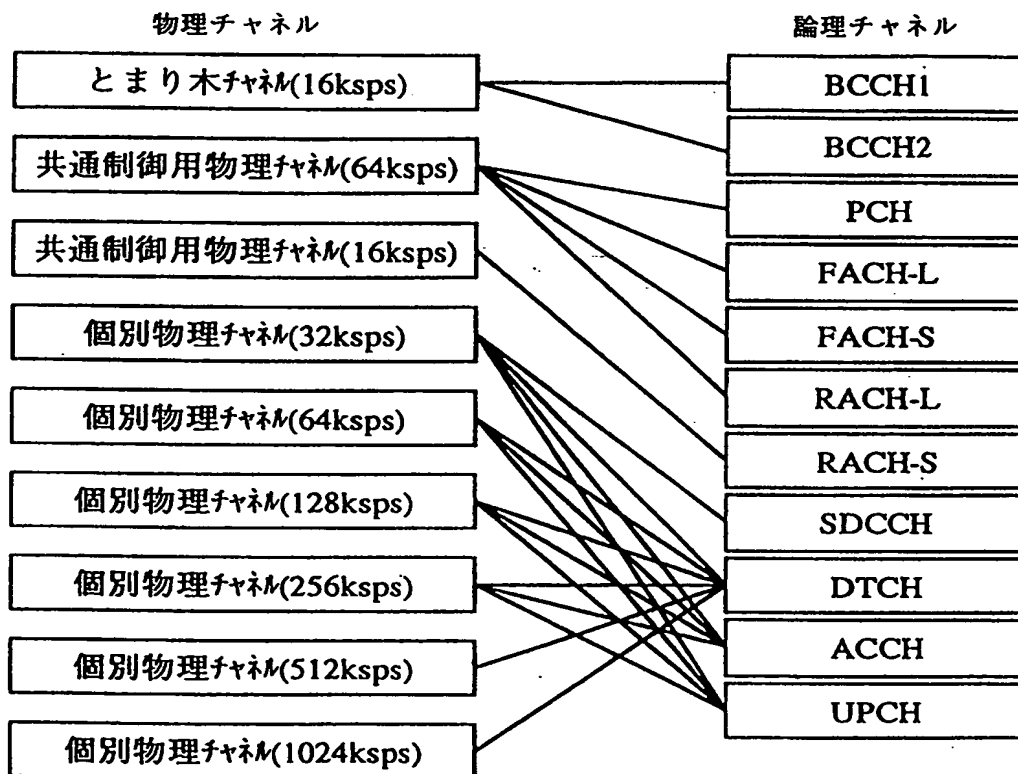 物理チャネル
とまり木チャネル(16ksps)
共通制御用物理チャネル(64ksps)
共通制御用物理チャネル(16ksps)
個別物理チャネル(32ksps)
個別物理チャネル(64ksps)
個別物理チャネル(128ksps)
個別物理チャネル(256ksps)
個別物理チャネル(512ksps)
個別物理チャネル(1024ksps)
論理チャネル
BCCH1
BCCH2
PCH
FACH-L
FACH-S
RACH-L
RACH-S
SDCCH
DTCH
ACCH
UPCH